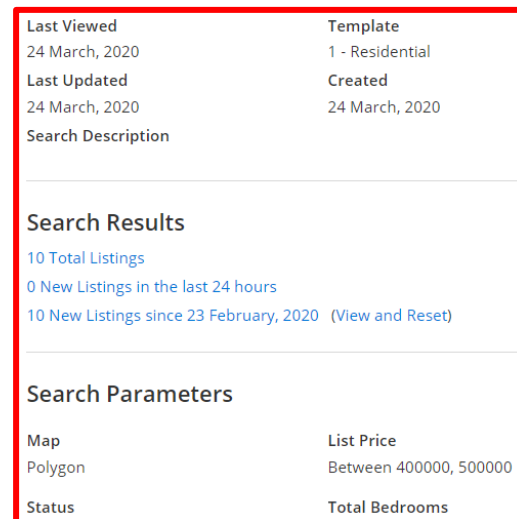 Last Viewed Template
24 March, 2020 1 - Residential
Last Updated Created
24 March, 2020 24 March, 2020
Search Description
Search Results
10 Total Listings
0 New Listings in the last 24 hours
10 New Listings since 23 February, 2020 (View and Reset)
Search Parameters
Map List Price
Polygon Between 400000, 500000
Status Total Bedrooms